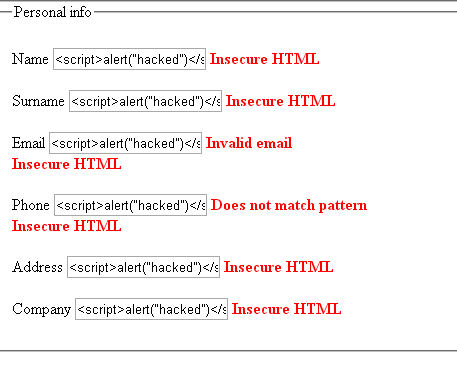 Personal info
Name <script>alert("hacked")</s Insecure HTML
Surname <script>alert("hacked")</s Insecure HTML
Email <script>alert("hacked")</s Invalid email
Insecure HTML
Phone <script>alert("hacked")</s Does not match pattern
Insecure HTML
Address <script>alert("hacked")</s Insecure HTML
Company <script>alert("hacked")</s Insecure HTML